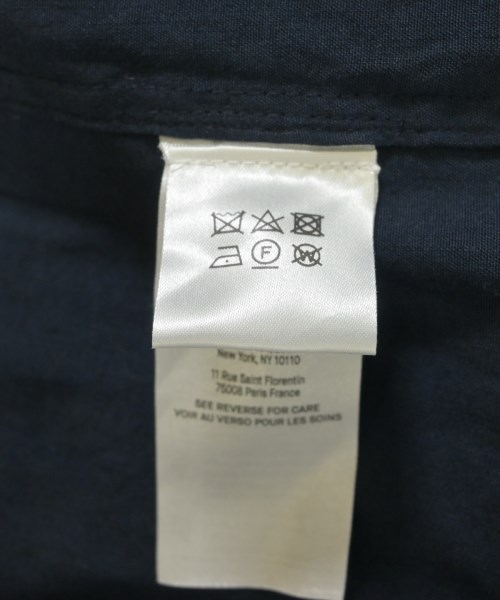 F
W
New York, NY 10110
11 Rue Saint Florentin
75008 Paris France
SEE REVERSE FOR CARE
VOIR AU VERSO POUR LES SOINS